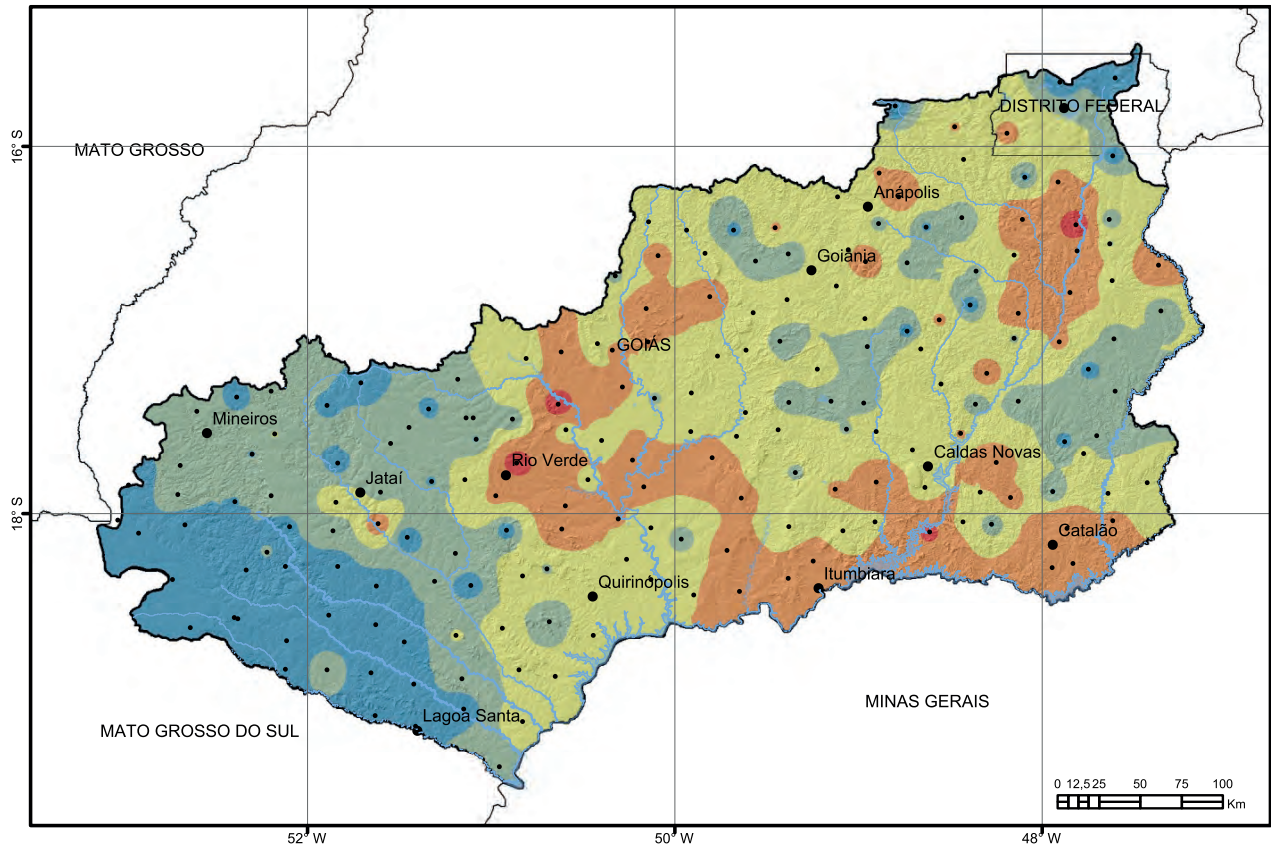 DISTRITO FEDERAL
16° S
MATO GROSSO
Anápolis
Goiânia
GOIÁS
Mineiros
Caldas Novas
Rio Verde
Jataí
18° S
Catalão
Itumbiara
Quirinópolis
MINAS GERAIS
Lagoa Santa
MATO GROSSO DO SUL
0 12,5 25 50 75 100
Km
52° W 50° W 48° W